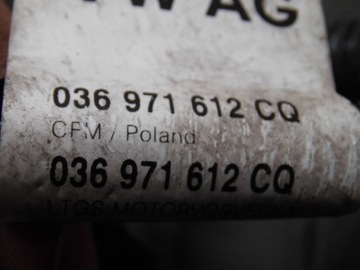 VW AG
036 971 612 CQ
CFM / Poland
036 971 612 CQ